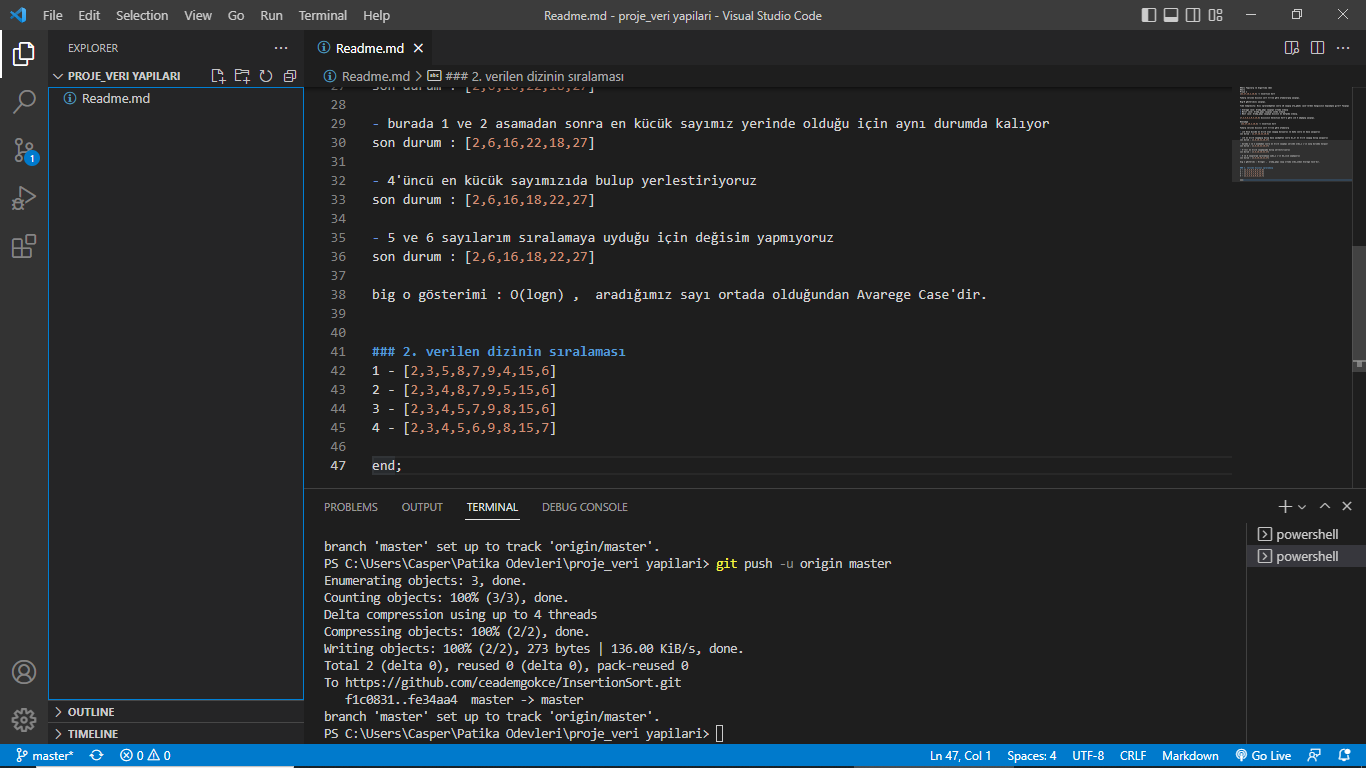 File Edit Selection View Go Run Terminal Help
Readme.md - proje_veri yapilari - Visual Studio Code
EXPLORER
PROJE_VERI YAPILARI
Readme.md
OUTLINE
TIMELINE
Readme.md
Readme.md > ### 2. verilen dizinin sıralaması
27 son durum : [2,6,16,22,18,27]
28
29 - burada 1 ve 2 asamadan sonra en kücük sayımız yerinde olduğu için aynı durumda kalıyor
30 son durum : [2,6,16,22,18,27]
31
32 - 4'üncü en kücük sayımızıda bulup yerlestiriyoruz
33 son durum : [2,6,16,18,22,27]
34
35 - 5 ve 6 sayılarım sıralamaya uyduğu için değisim yapmıyoruz
36 son durum : [2,6,16,18,22,27]
37
38 big o gösterimi : O(logn) ,  aradığımız sayı ortada olduğundan Avarege Case'dir.
39
40
41 ### 2. verilen dizinin sıralaması
42 1 - [2,3,5,8,7,9,4,15,6]
43 2 - [2,3,4,8,7,9,5,15,6]
44 3 - [2,3,4,5,7,9,8,15,6]
45 4 - [2,3,4,5,6,9,8,15,7]
46
47 end;
PROBLEMS OUTPUT TERMINAL DEBUG CONSOLE
powershell
powershell
branch 'master' set up to track 'origin/master'.
PS C:\Users\Casper\Patika Odevleri\proje_veri yapilari> git push -u origin master
Enumerating objects: 3, done.
Counting objects: 100% (3/3), done.
Delta compression using up to 4 threads
Compressing objects: 100% (2/2), done.
Writing objects: 100% (2/2), 273 bytes | 136.00 KiB/s, done.
Total 2 (delta 0), reused 0 (delta 0), pack-reused 0
To https://github.com/ceademgokce/InsertionSort.git
   f1c0831..fe34aa4  master -> master
branch 'master' set up to track 'origin/master'.
PS C:\Users\Casper\Patika Odevleri\proje_veri yapilari>
1
master* 0 0 Ln 47, Col 1 Spaces: 4 UTF-8 CRLF Markdown Go Live